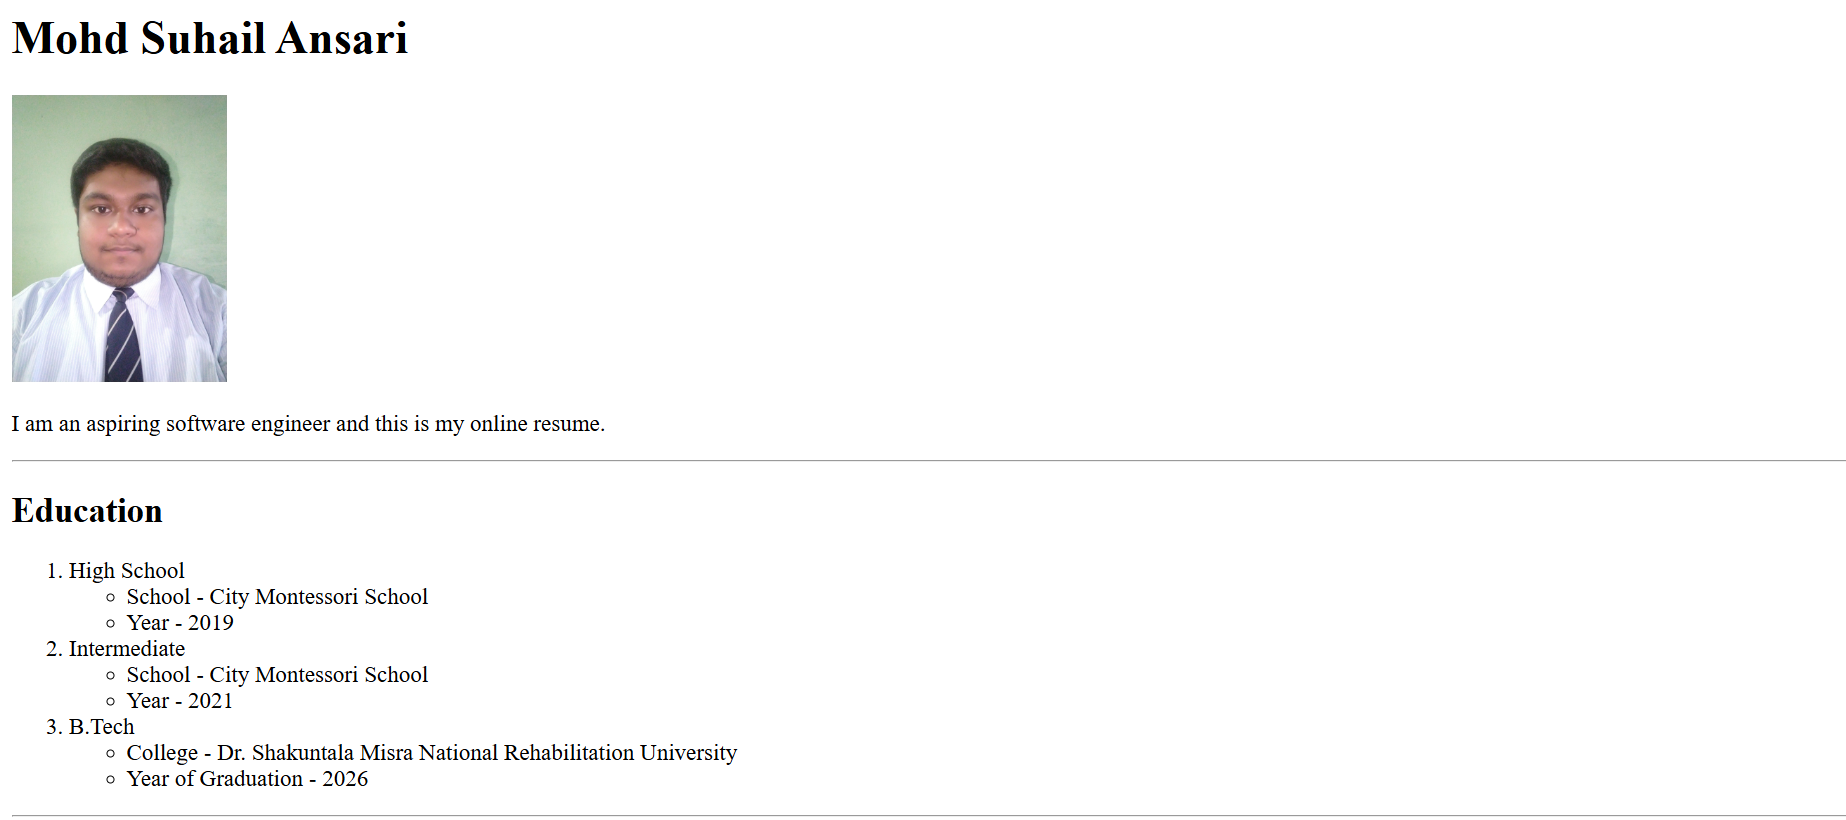 Mohd Suhail Ansari
I am an aspiring software engineer and this is my online resume.
Education
1. High School
School - City Montessori School
Year - 2019
2. Intermediate
School - City Montessori School
Year - 2021
3. B.Tech
College - Dr. Shakuntala Misra National Rehabilitation University
Year of Graduation - 2026